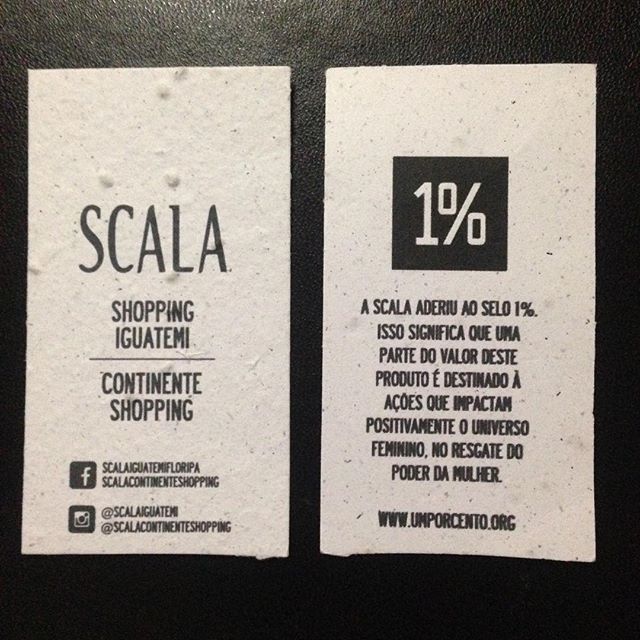 SCALA
SHOPPING
IGUATEMI
CONTINENTE
SHOPPING
SCALAIGUATEMIFLORIPA
SCALACONTINENTESHOPPING
@SCALAIGUATEMI
@SCALACONTINENTESHOPPING
1%
A SCALA ADERIU AO SELO 1%.
ISSO SIGNIFICA QUE UMA
PARTE DO VALOR DESTE
PRODUTO É DESTINADO À
AÇÕES QUE IMPACTAM
POSITIVAMENTE O UNIVERSO
FEMININO, NO RESGATE DO
PODER DA MULHER.
WWW.UMPORCENTO.ORG